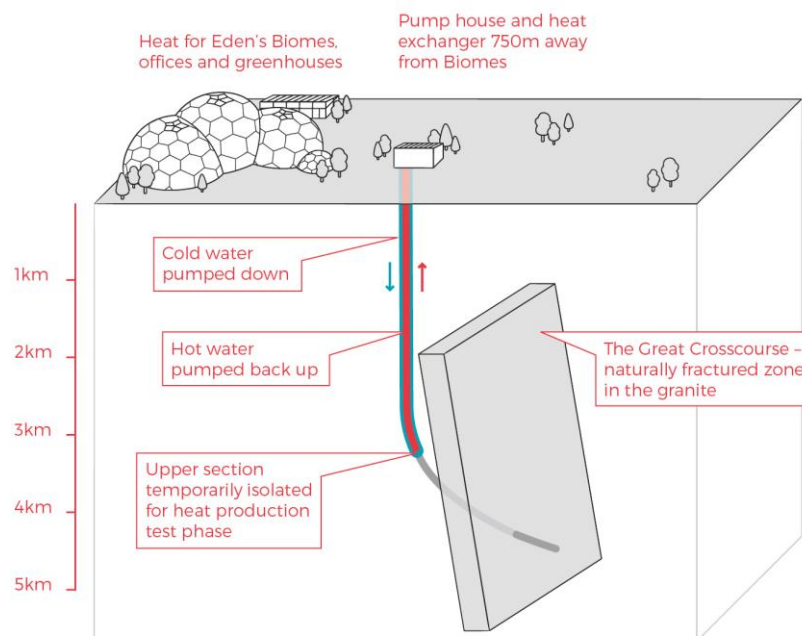 Heat for Eden's Biomes,
offices and greenhouses
Pump house and heat
exchanger 750m away
from Biomes
Cold water
pumped down
1km
Hot water
pumped back up
2km
The Great Crosscourse –
naturally fractured zone
in the granite
3km
Upper section
temporarily isolated
for heat production
test phase
4km
5km